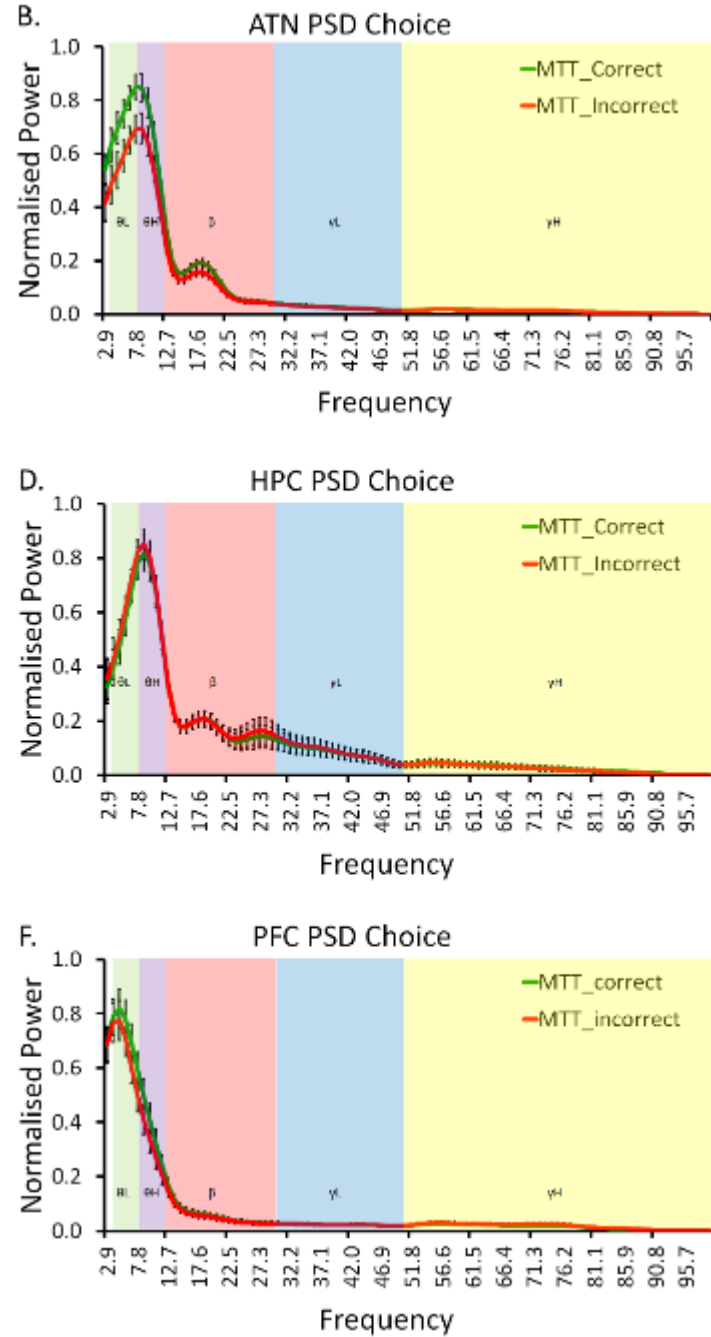 B.
ATN PSD Choice
Normalised Power
1.0
0.8
0.6
0.4
0.2
0.0
MTT_Correct
MTT_Incorrect
θL θH β γL γH
2.9 7.8 12.7 17.6 22.5 27.3 32.2 37.1 42.0 46.9 51.8 56.6 61.5 66.4 71.3 76.2 81.1 85.9 90.8 95.7
Frequency
D.
HPC PSD Choice
Normalised Power
1.0
0.8
0.6
0.4
0.2
0.0
MTT_Correct
MTT_Incorrect
θL θH β γL γH
2.9 7.8 12.7 17.6 22.5 27.3 32.2 37.1 42.0 46.9 51.8 56.6 61.5 66.4 71.3 76.2 81.1 85.9 90.8 95.7
Frequency
F.
PFC PSD Choice
Normalised Power
1.0
0.8
0.6
0.4
0.2
0.0
MTT_correct
MTT_incorrect
θL θH β γL γH
2.9 7.8 12.7 17.6 22.5 27.3 32.2 37.1 42.0 46.9 51.8 56.6 61.5 66.4 71.3 76.2 81.1 85.9 90.8 95.7
Frequency